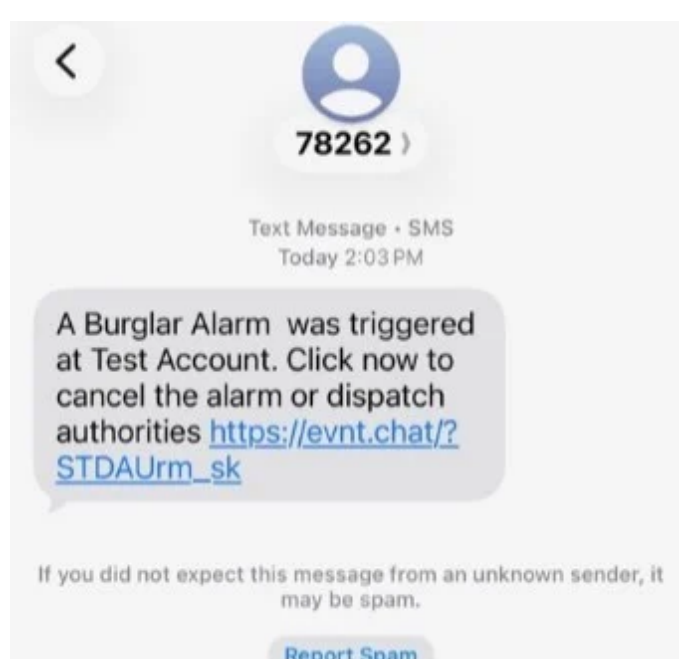 78262 ›
Text Message • SMS
Today 2:03 PM
A Burglar Alarm  was triggered
at Test Account. Click now to
cancel the alarm or dispatch
authorities https://evnt.chat/?
STDAUrm_sk
If you did not expect this message from an unknown sender, it
may be spam.
Report Spam